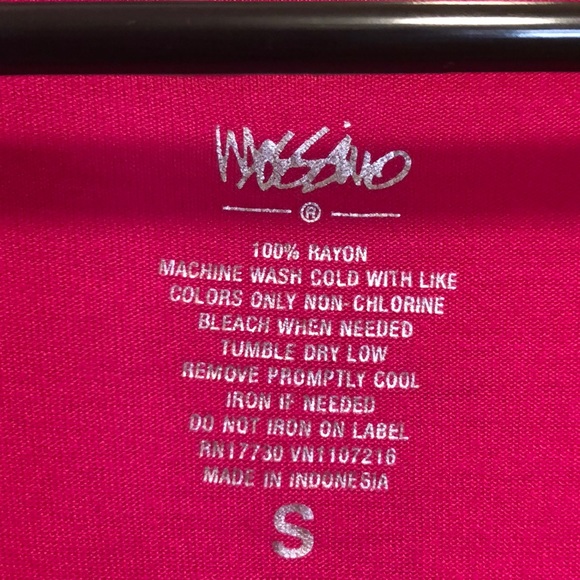 MOSSIMO
®
100% RAYON
MACHINE WASH COLD WITH LIKE
COLORS ONLY NON-CHLORINE
BLEACH WHEN NEEDED
TUMBLE DRY LOW
REMOVE PROMPTLY COOL
IRON IF NEEDED
DO NOT IRON ON LABEL
RN17730 VN1107216
MADE IN INDONESIA
S